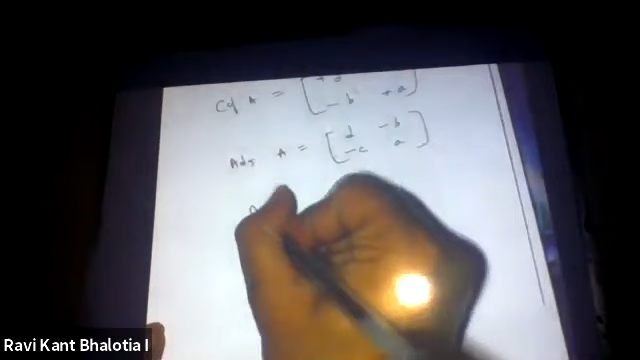 Cof A = [ + d
- b + a ]
Adj A = [ d - b
- c a ]
Ravi Kant Bhalotia I